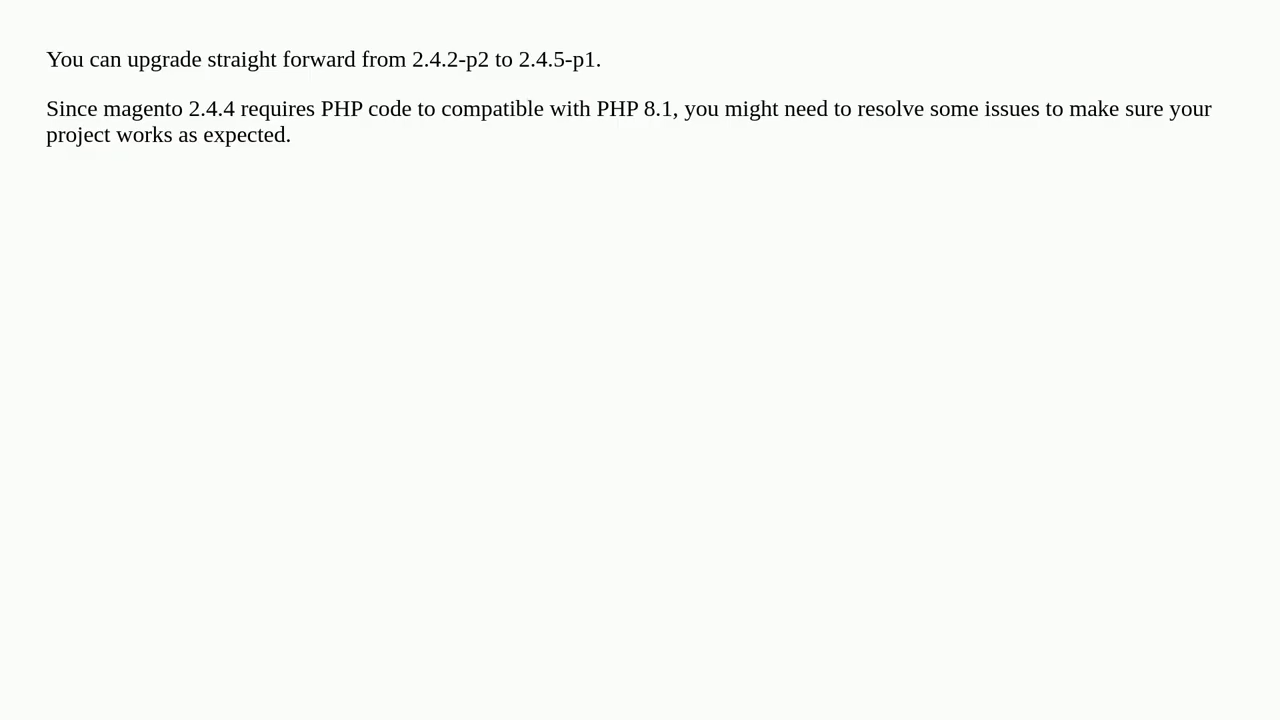 You can upgrade straight forward from 2.4.2-p2 to 2.4.5-p1.
Since magento 2.4.4 requires PHP code to compatible with PHP 8.1, you might need to resolve some issues to make sure your
project works as expected.